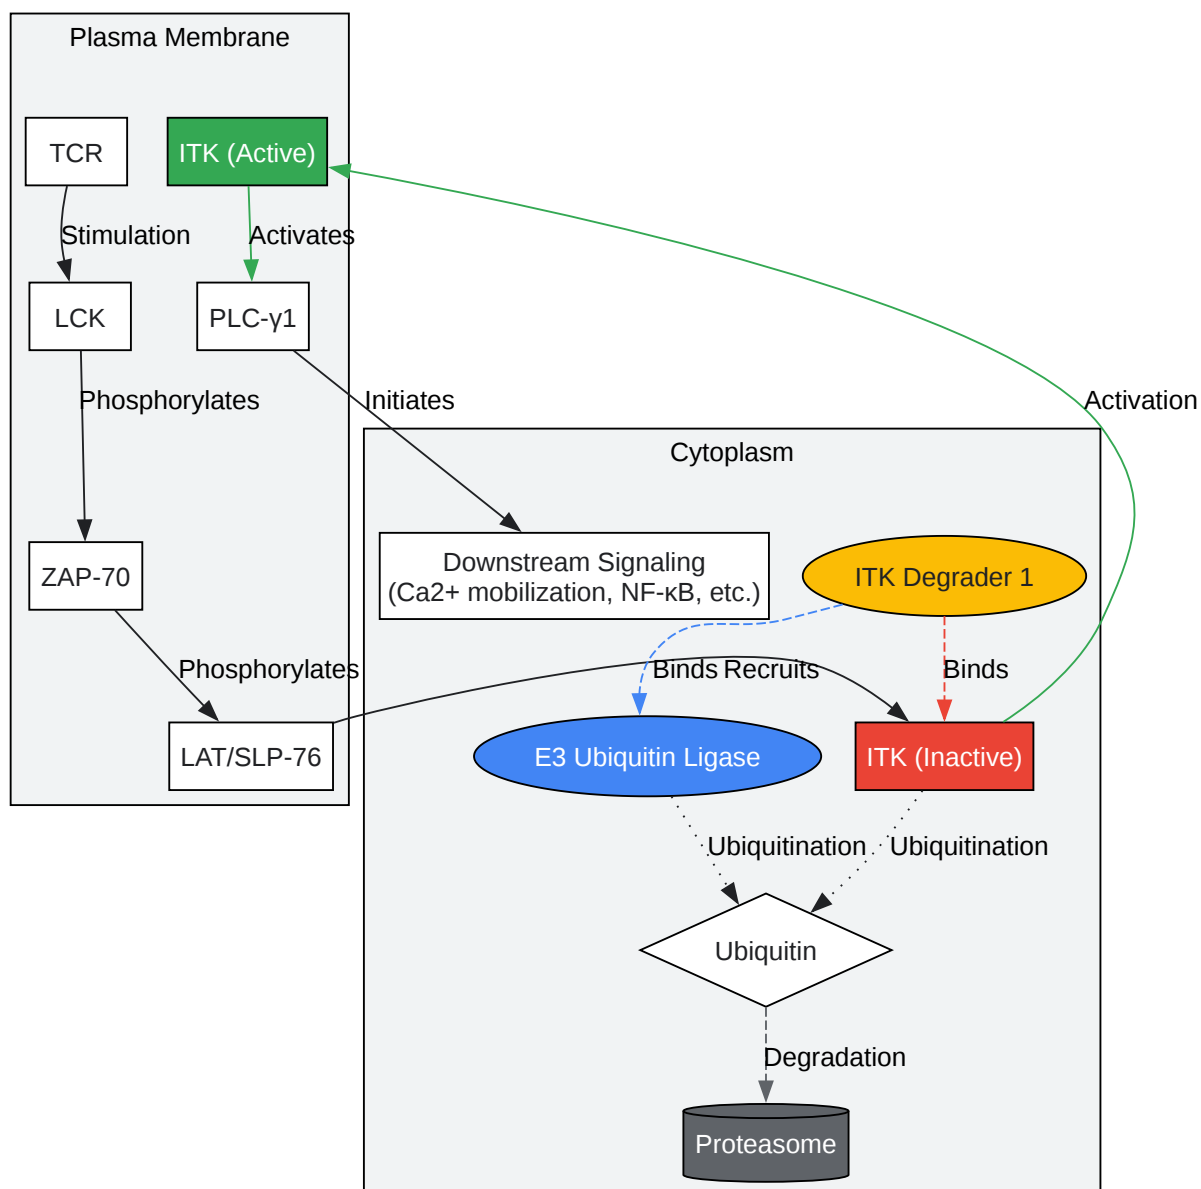 Plasma Membrane
TCR
ITK (Active)
Stimulation
Activates
LCK
PLC-γ1
Phosphorylates
Initiates
Activation
Cytoplasm
ZAP-70
Downstream Signaling
(Ca2+ mobilization, NF-κB, etc.)
ITK Degrader 1
Phosphorylates
Binds
Recruits
Binds
LAT/SLP-76
E3 Ubiquitin Ligase
ITK (Inactive)
Ubiquitination
Ubiquitination
Ubiquitin
Degradation
Proteasome